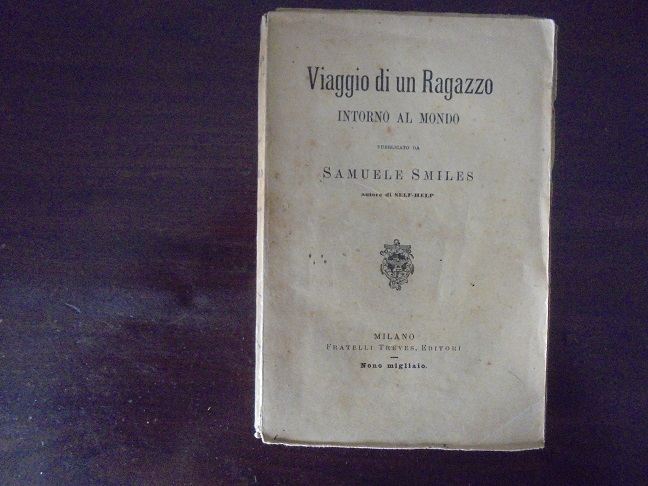 Viaggio di un Ragazzo
INTORNO AL MONDO
PUBBLICATO DA
SAMUELE SMILES
autore di SELF-HELP
MILANO
FRATELLI TREVES, EDITORI
Nono migliaio.